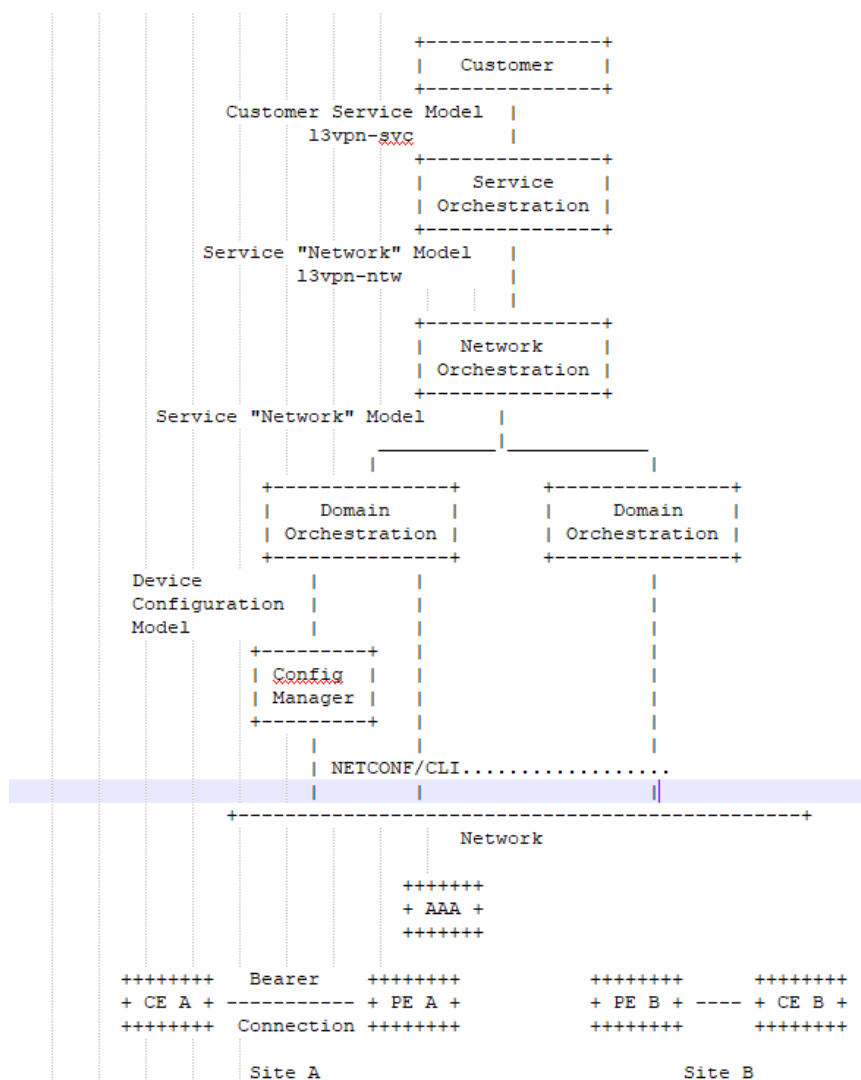 +---------------+
|   Customer    |
+---------------+
Customer Service Model  |
l3vpn-svc        |
+---------------+
|    Service    |
| Orchestration |
+---------------+
Service "Network" Model   |
l3vpn-ntw         |
|
+---------------+
|   Network     |
| Orchestration |
+---------------+
Service "Network" Model      |
__________|____________
|                       |
+---------------+       +---------------+
|    Domain     |       |     Domain    |
| Orchestration |       | Orchestration |
+---------------+       +---------------+
Device         |        |                   |
Configuration  |        |                   |
Model          |        |                   |
+---------+   |                   |
| Config  |   |                   |
| Manager |   |                   |
+---------+   |                   |
|        |                   |
| NETCONF/CLI..................
|        |                   |
+------------------------------------------------+
Network
+++++++
+ AAA +
+++++++
++++++++   Bearer    ++++++++           ++++++++      ++++++++
+ CE A + ----------- + PE A +           + PE B + ---- + CE B +
++++++++  Connection ++++++++           ++++++++      ++++++++
Site A                               Site B